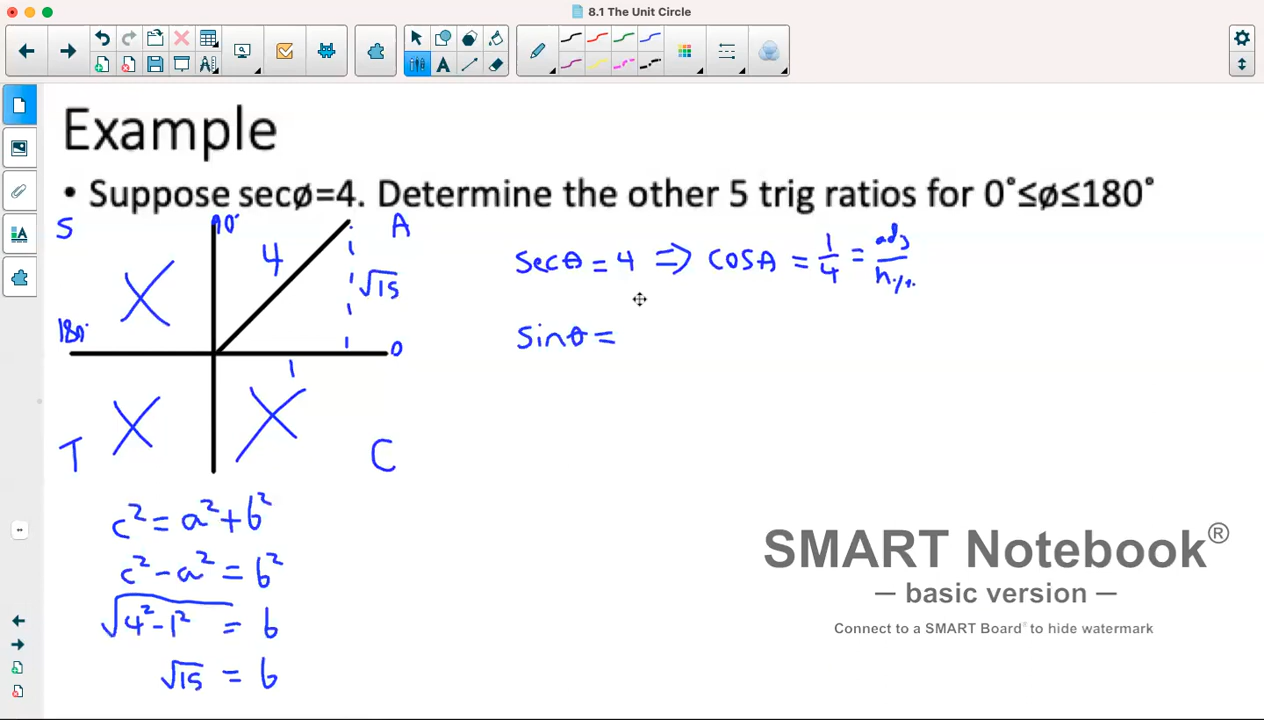 8.1 The Unit Circle
Example
• Suppose secø=4. Determine the other 5 trig ratios for 0˚≤ø≤180˚
S
90°
A
4
√15
180°
0
1
T
C
secθ = 4 ⇒ cosθ = 1/4 = adj/hyp.
sinθ =
c² = a² + b²
c² - a² = b²
√(4² - 1²) = b
√15 = b
SMART Notebook®
— basic version —
Connect to a SMART Board® to hide watermark